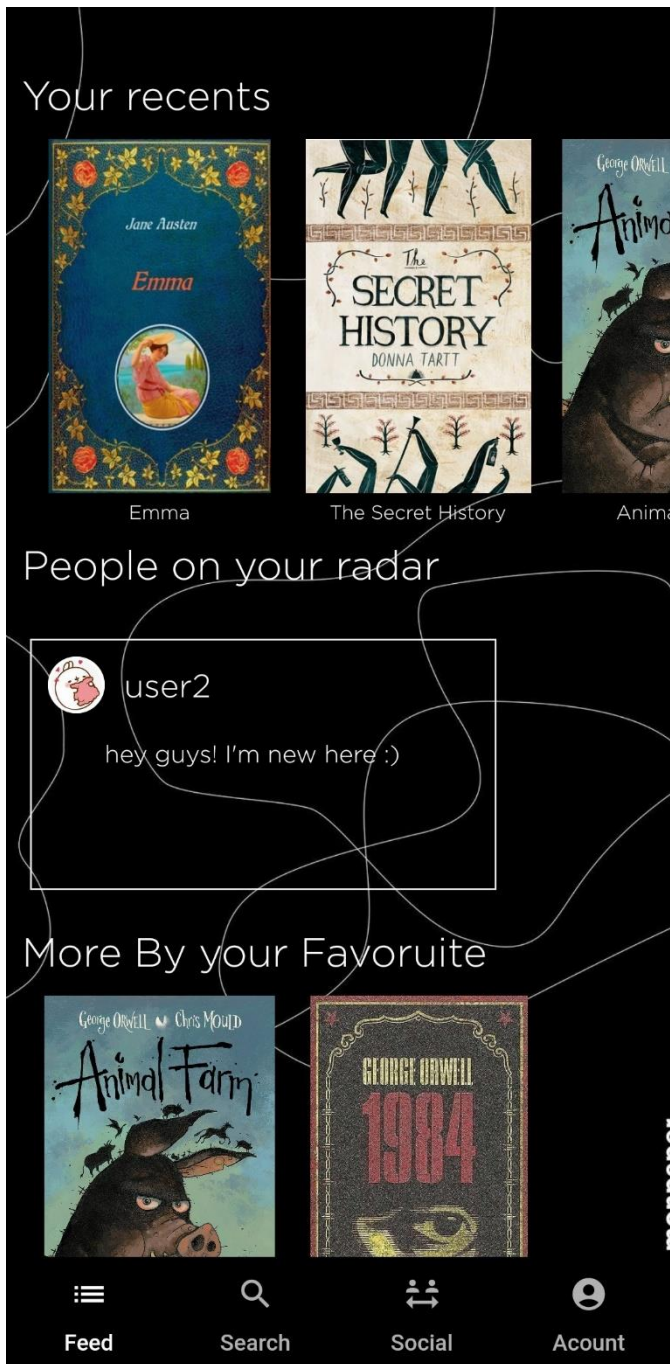 Your recents
Jane Austen
Emma
The
SECRET
HISTORY
DONNA TARTT
George ORWELL
Emma
The Secret History
People on your radar
user2
hey guys! I'm new here :)
More By your Favoruite
George ORWELL Chris MOULD
Animal Farm
GEORGE ORWELL
1984
Feed
Search
Social
Acount